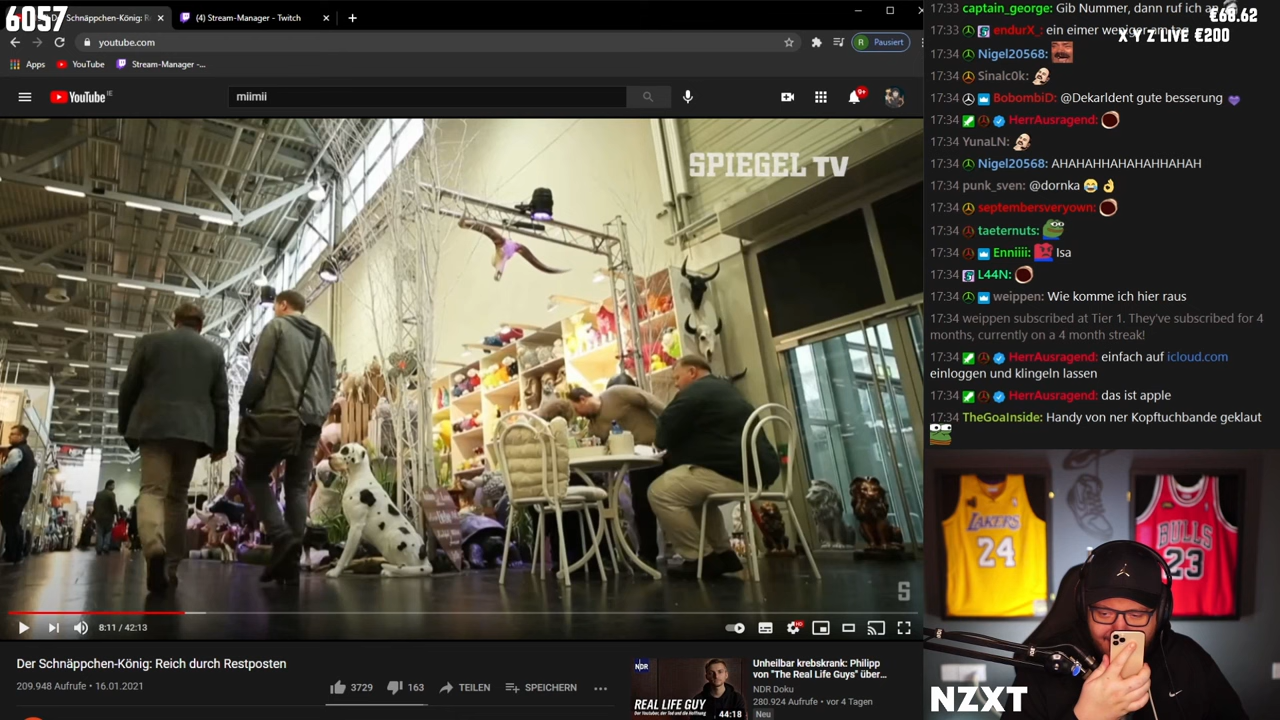 6057
Der Schnäppchen-König: R
(4) Stream-Manager - Twitch
youtube.com
Pausiert
Apps
YouTube
Stream-Manager -...
YouTube IE
miimii
9+
SPIEGEL TV
S
8:11 / 42:13
HD
Der Schnäppchen-König: Reich durch Restposten
209.948 Aufrufe • 16.01.2021
3729
163
TEILEN
SPEICHERN
NDR
REAL LIFE GUY
44:18
Unheilbar krebskrank: Philipp
von "The Real Life Guys" über...
NDR Doku
280.924 Aufrufe • vor 4 Tagen
Neu
17:33 captain_george: Gib Nummer, dann ruf ich an
€68.62
17:33 endurX_: ein eimer weniger am tag
X Y Z LIVE €200
17:34 Nigel20568:
17:34 Sinalc0k:
17:34 BobombiD: @DekarIdent gute besserung
17:34 HerrAusragend:
17:34 YunaLN:
17:34 Nigel20568: AHAHAHHAHAHAHHAHAH
17:34 punk_sven: @dornka
17:34 septembersveryown:
17:34 taeternuts:
17:34 Enniiii: Isa
17:34 L44N:
17:34 weippen: Wie komme ich hier raus
17:34 weippen subscribed at Tier 1. They've subscribed for 4
months, currently on a 4 month streak!
17:34 HerrAusragend: einfach auf icloud.com
einloggen und klingeln lassen
17:34 HerrAusragend: das ist apple
17:34 TheGoaInside: Handy von ner Kopftuchbande geklaut
LAKERS
24
BULLS
23
NZXT